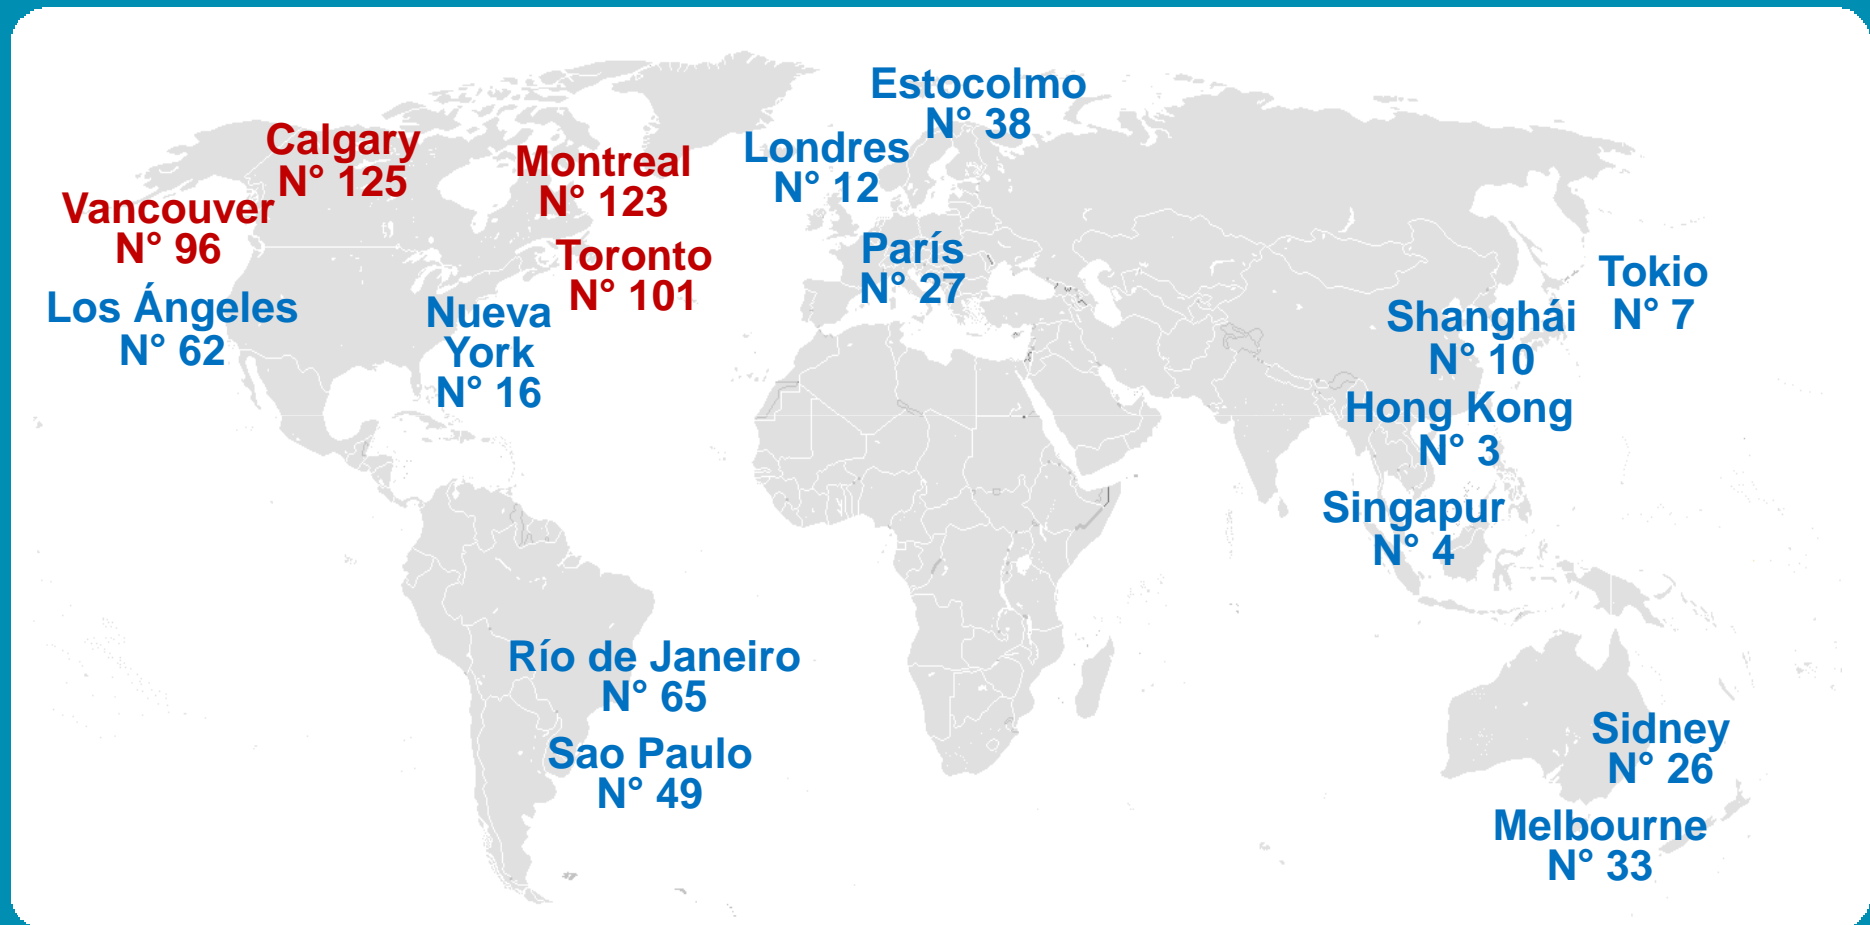 Estocolmo
N° 38
Calgary
N° 125
Montreal
N° 123
Londres
N° 12
Vancouver
N° 96
Toronto
N° 101
París
N° 27
Tokio
N° 7
Los Ángeles
N° 62
Nueva
York
N° 16
Shanghái
N° 10
Hong Kong
N° 3
Singapur
N° 4
Río de Janeiro
N° 65
Sao Paulo
N° 49
Sidney
N° 26
Melbourne
N° 33